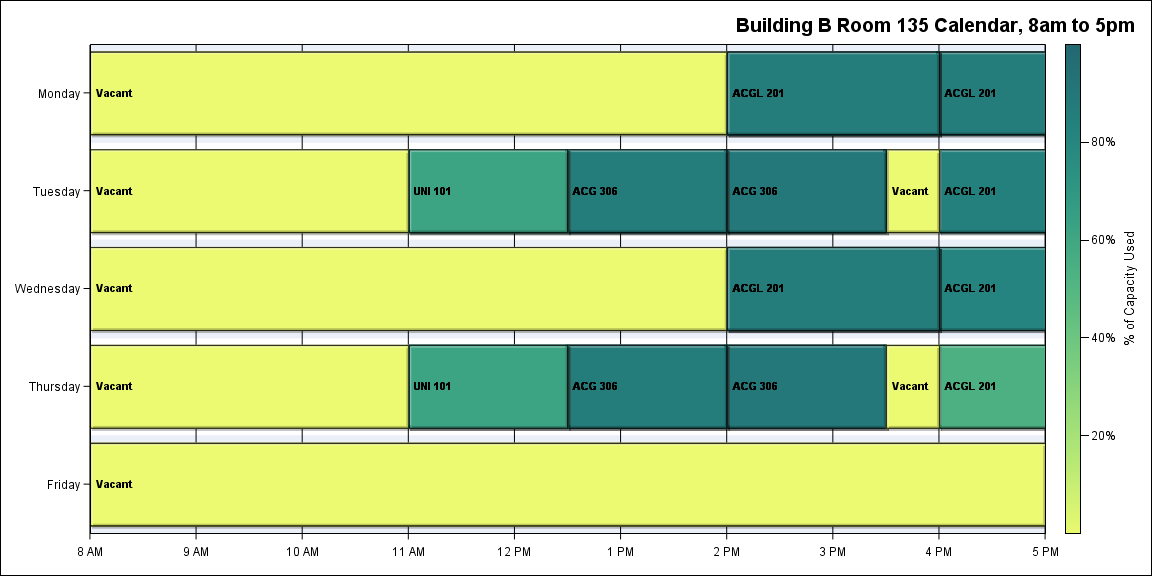 Building B Room 135 Calendar, 8am to 5pm
Monday
Vacant
ACGL 201
ACGL 201
Tuesday
Vacant
UNI 101
ACG 306
ACG 306
Vacant
ACGL 201
Wednesday
Vacant
ACGL 201
ACGL 201
Thursday
Vacant
UNI 101
ACG 306
ACG 306
Vacant
ACGL 201
Friday
Vacant
8 AM
9 AM
10 AM
11 AM
12 PM
1 PM
2 PM
3 PM
4 PM
5 PM
80%
60%
40%
20%
% of Capacity Used